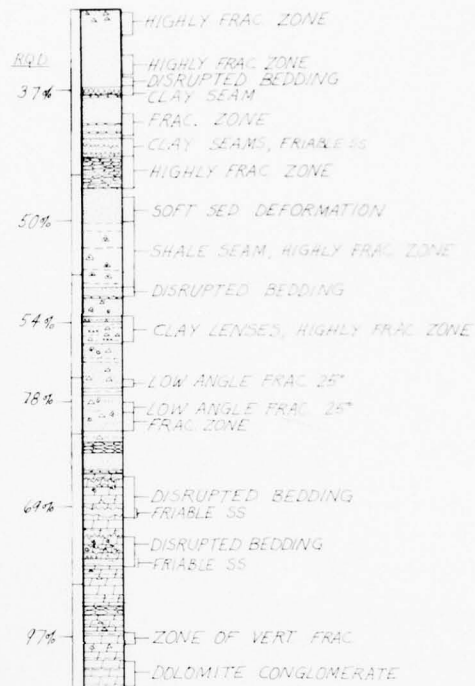 HIGHLY FRAC ZONE
RQD
HIGHLY FRAC ZONE
DISRUPTED BEDDING
37%
CLAY SEAM
FRAC. ZONE
CLAY SEAMS, FRIABLE SS
HIGHLY FRAC ZONE
SOFT SED DEFORMATION
50%
SHALE SEAM, HIGHLY FRAC ZONE
DISRUPTED BEDDING
54%
CLAY LENSES, HIGHLY FRAC ZONE
LOW ANGLE FRAC 25°
78%
LOW ANGLE FRAC 25°
FRAC ZONE
DISRUPTED BEDDING
69%
FRIABLE SS
DISRUPTED BEDDING
FRIABLE SS
97%
ZONE OF VERT FRAC
DOLOMITE CONGLOMERATE